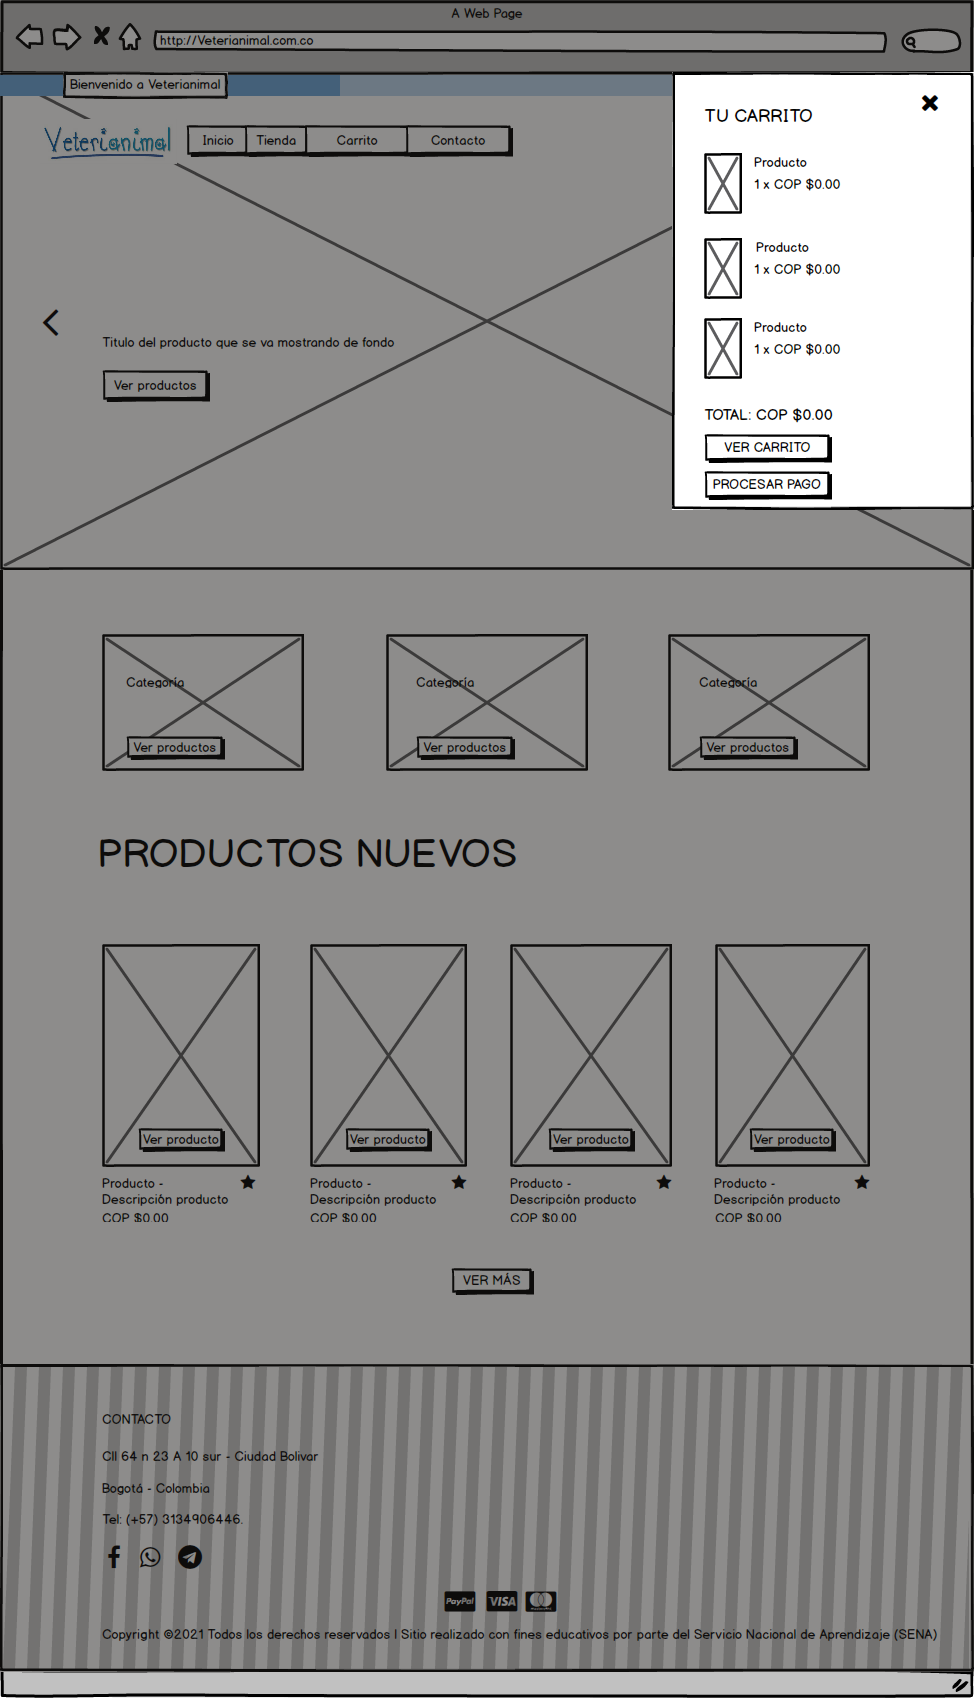 A Web Page
http://Veterianimal.com.co
Bienvenido a Veterianimal
Veterianimal
Inicio Tienda Carrito Contacto
TU CARRITO
Producto
1 x COP $0.00
Producto
1 x COP $0.00
Producto
1 x COP $0.00
TOTAL: COP $0.00
VER CARRITO
PROCESAR PAGO
Titulo del producto que se va mostrando de fondo
Ver productos
Categoría Categoría Categoría
Ver productos Ver productos Ver productos
PRODUCTOS NUEVOS
Ver producto Ver producto Ver producto Ver producto
Producto - Producto - Producto - Producto -
Descripción producto Descripción producto Descripción producto Descripción producto
COP $0.00 COP $0.00 COP $0.00 COP $0.00
VER MÁS
CONTACTO
Cll 64 n 23 A 10 sur - Ciudad Bolivar
Bogotá - Colombia
Tel: (+57) 3134906446.
PayPal VISA
Copyright ©2021 Todos los derechos reservados | Sitio realizado con fines educativos por parte del Servicio Nacional de Aprendizaje (SENA)